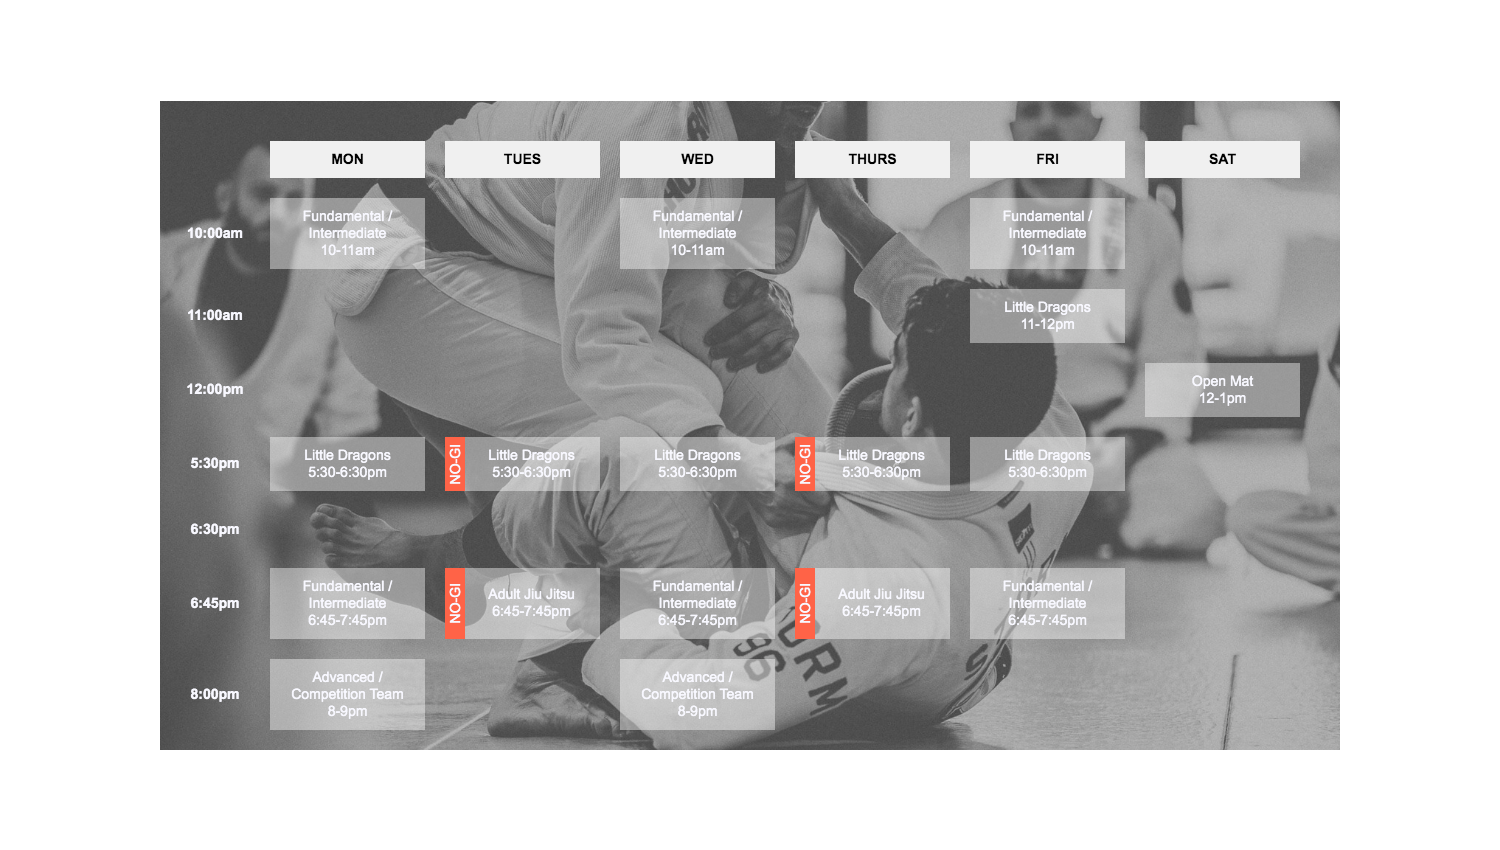 MON
TUES
WED
THURS
FRI
SAT
10:00am
Fundamental /
Intermediate
10-11am
Fundamental /
Intermediate
10-11am
Fundamental /
Intermediate
10-11am
11:00am
Little Dragons
11-12pm
12:00pm
Open Mat
12-1pm
5:30pm
Little Dragons
5:30-6:30pm
NO-GI
Little Dragons
5:30-6:30pm
Little Dragons
5:30-6:30pm
NO-GI
Little Dragons
5:30-6:30pm
Little Dragons
5:30-6:30pm
6:30pm
6:45pm
Fundamental /
Intermediate
6:45-7:45pm
NO-GI
Adult Jiu Jitsu
6:45-7:45pm
Fundamental /
Intermediate
6:45-7:45pm
NO-GI
Adult Jiu Jitsu
6:45-7:45pm
Fundamental /
Intermediate
6:45-7:45pm
8:00pm
Advanced /
Competition Team
8-9pm
Advanced /
Competition Team
8-9pm
96